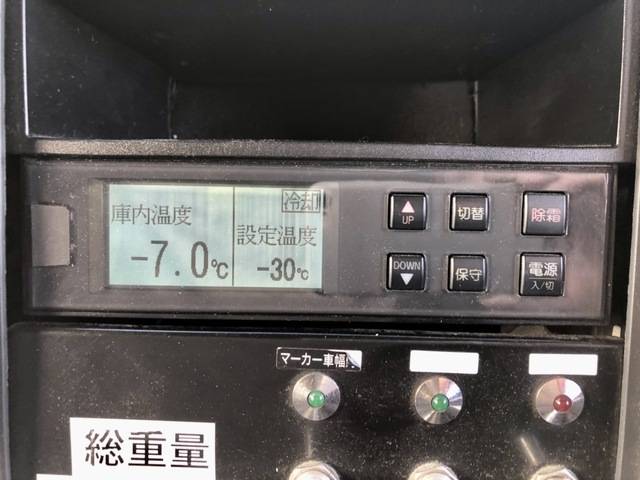 冷却
庫内温度
-7.0℃
設定温度
-30℃
▲
UP
切替
除霜
DOWN
▼
保守
電源
入/切
マーカー車幅
総重量